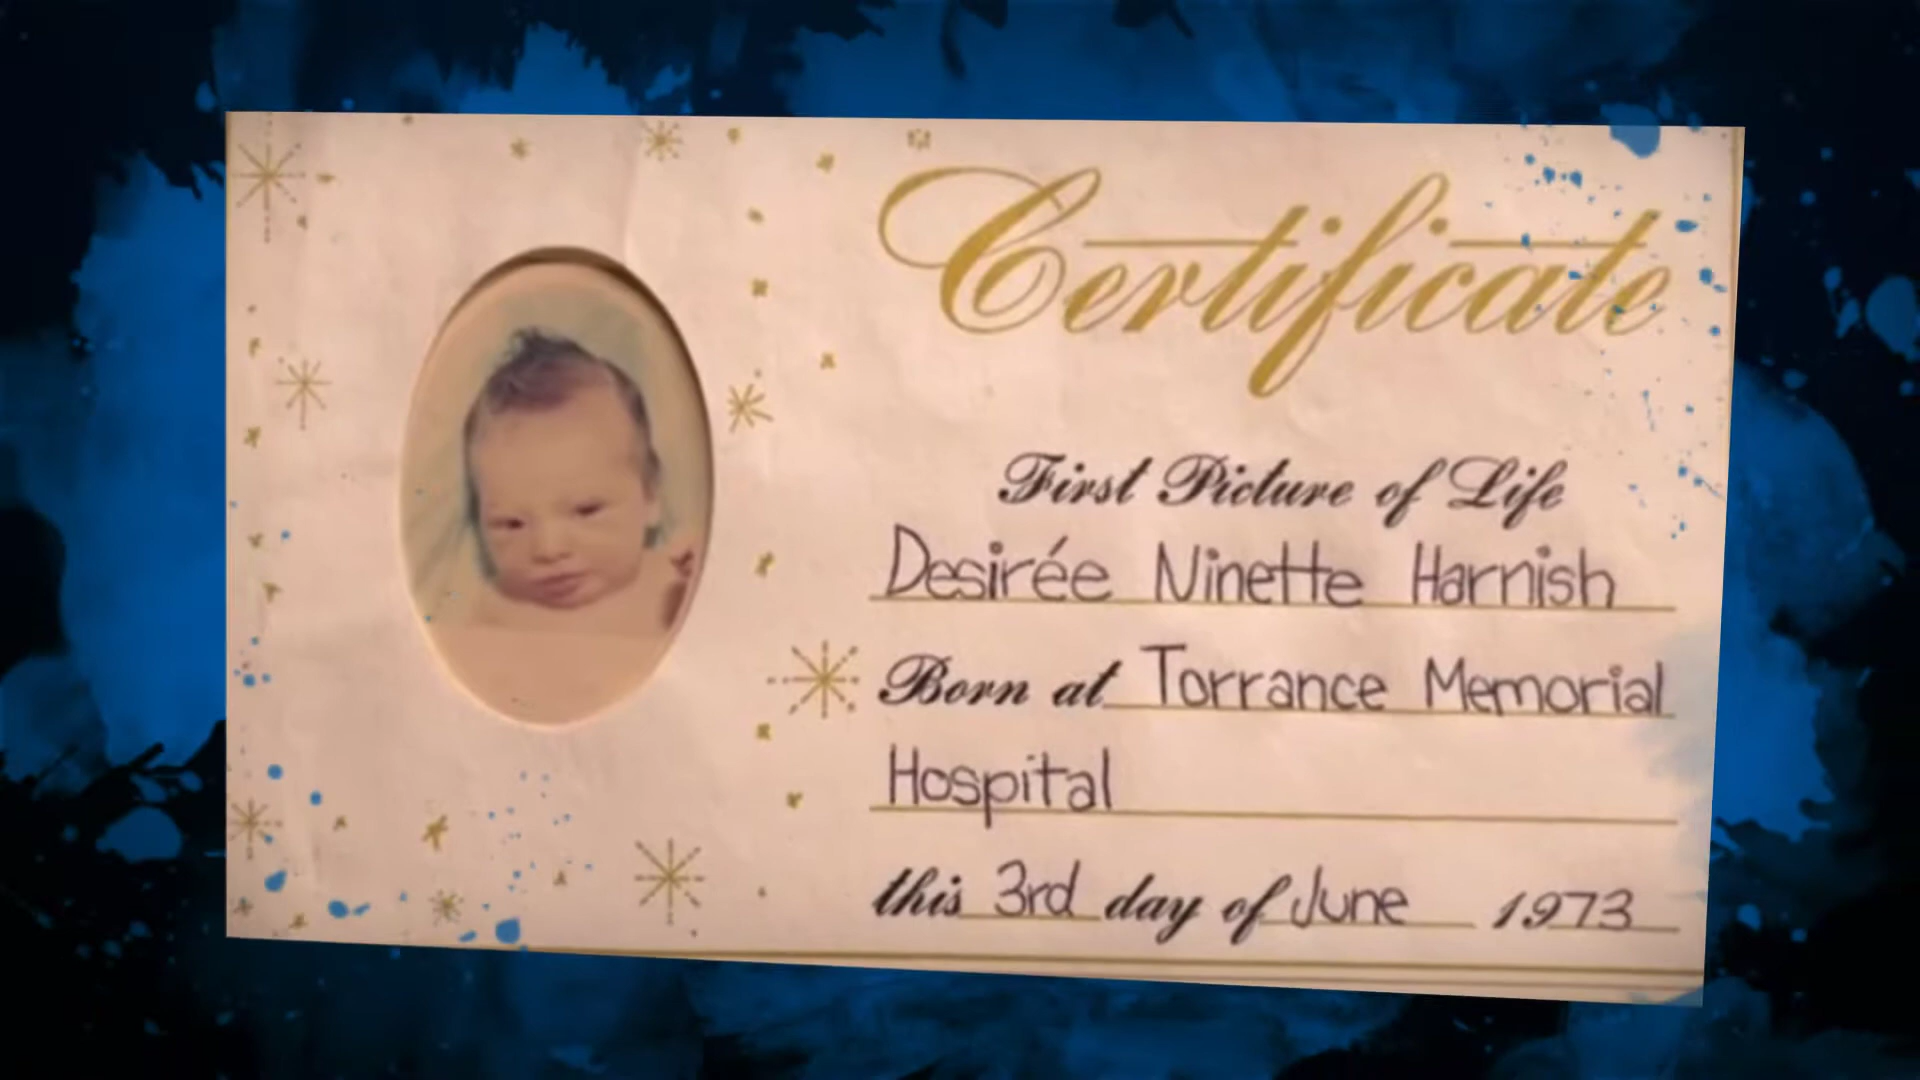 Certificate
First Picture of Life
Desirée Ninette Harnish
Born at Torrance Memorial
Hospital
this 3rd day of June 1973